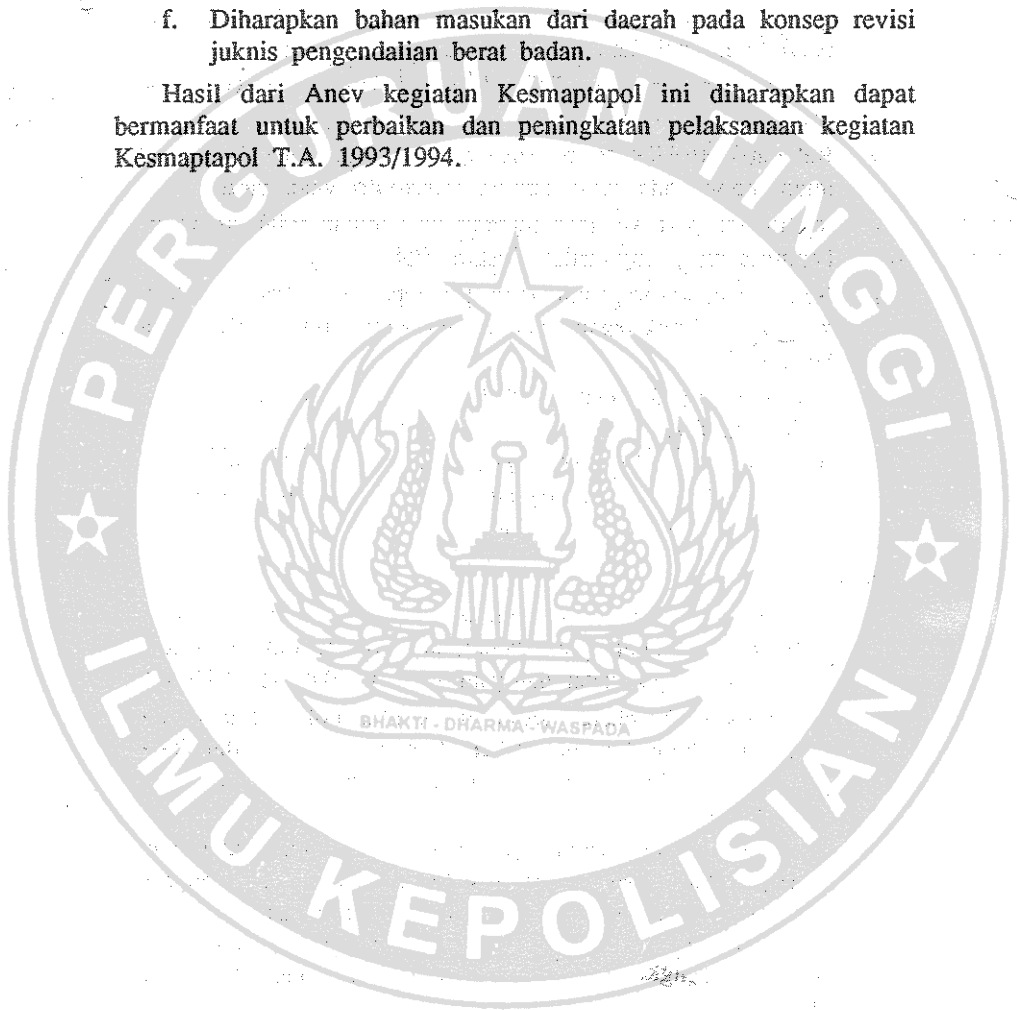 f. Diharapkan bahan masukan dari daerah pada konsep revisi
juknis pengendalian berat badan.
Hasil dari Anev kegiatan Kesmaptapol ini diharapkan dapat
bermanfaat untuk perbaikan dan peningkatan pelaksanaan kegiatan
Kesmaptapol T.A. 1993/1994.
PERGURUAN TINGGI
BHAKTI - DHARMA - WASPADA
ILMU KEPOLISIAN